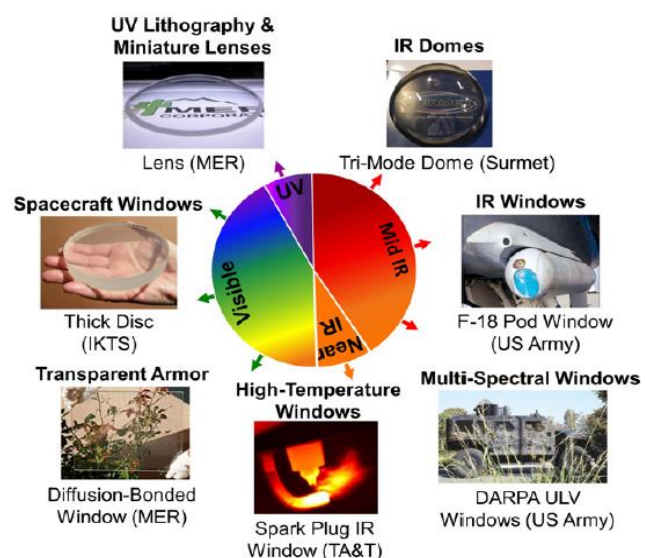 UV Lithography &
Miniature Lenses
Lens (MER)
IR Domes
Tri-Mode Dome (Surmet)
Spacecraft Windows
Thick Disc
(IKTS)
UV
Visible
Near
IR
Mid IR
IR Windows
F-18 Pod Window
(US Army)
Transparent Armor
Diffusion-Bonded
Window (MER)
High-Temperature
Windows
Spark Plug IR
Window (TA&T)
Multi-Spectral Windows
DARPA ULV
Windows (US Army)